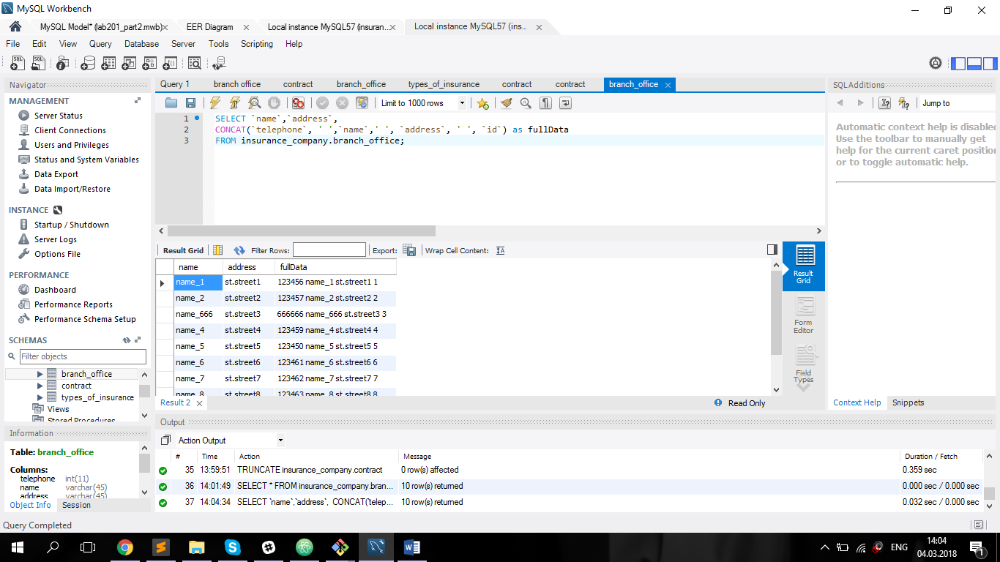 MySQL Workbench
MySQL Model* (lab201_part2.mwb)
EER Diagram
Local instance MySQL57 (insuran...
Local instance MySQL57 (ins...
File Edit View Query Database Server Tools Scripting Help
Navigator
MANAGEMENT
Server Status
Client Connections
Users and Privileges
Status and System Variables
Data Export
Data Import/Restore
INSTANCE
Startup / Shutdown
Server Logs
Options File
PERFORMANCE
Dashboard
Performance Reports
Performance Schema Setup
SCHEMAS
Filter objects
branch_office
contract
types_of_insurance
Views
Stored Procedures
Information
Table: branch_office
Columns:
telephone int(11)
name varchar(45)
address varchar(45)
Object Info Session
Query 1 branch office contract branch_office types_of_insurance contract contract branch_office
Limit to 1000 rows
1 SELECT `name`,`address`,
2 CONCAT(`telephone`, ' ',`name`,' ', `address`, ' ', `id`) as fullData
3 FROM insurance_company.branch_office;
Result Grid Filter Rows: Export: Wrap Cell Content:
name address fullData
name_1 st.street1 123456 name_1 st.street1 1
name_2 st.street2 123457 name_2 st.street2 2
name_666 st.street3 666666 name_666 st.street3 3
name_4 st.street4 123459 name_4 st.street4 4
name_5 st.street5 123450 name_5 st.street5 5
name_6 st.street6 123461 name_6 st.street6 6
name_7 st.street7 123462 name_7 st.street7 7
name_8 st.street8 123463 name_8 st.street8 8
Result
Grid
Form
Editor
Field
Types
Result 2
Read Only
SQLAdditions
Jump to
Automatic context help is disabled
Use the toolbar to manually get
help for the current caret position
or to toggle automatic help.
Context Help Snippets
Output
Action Output
# Time Action Message Duration / Fetch
35 13:59:51 TRUNCATE insurance_company.contract 0 row(s) affected 0.359 sec
36 14:01:49 SELECT * FROM insurance_company.bran... 10 row(s) returned 0.000 sec / 0.000 sec
37 14:04:34 SELECT `name`,`address`, CONCAT(`telep... 10 row(s) returned 0.032 sec / 0.000 sec
Query Completed
ENG
14:04
04.03.2018
1